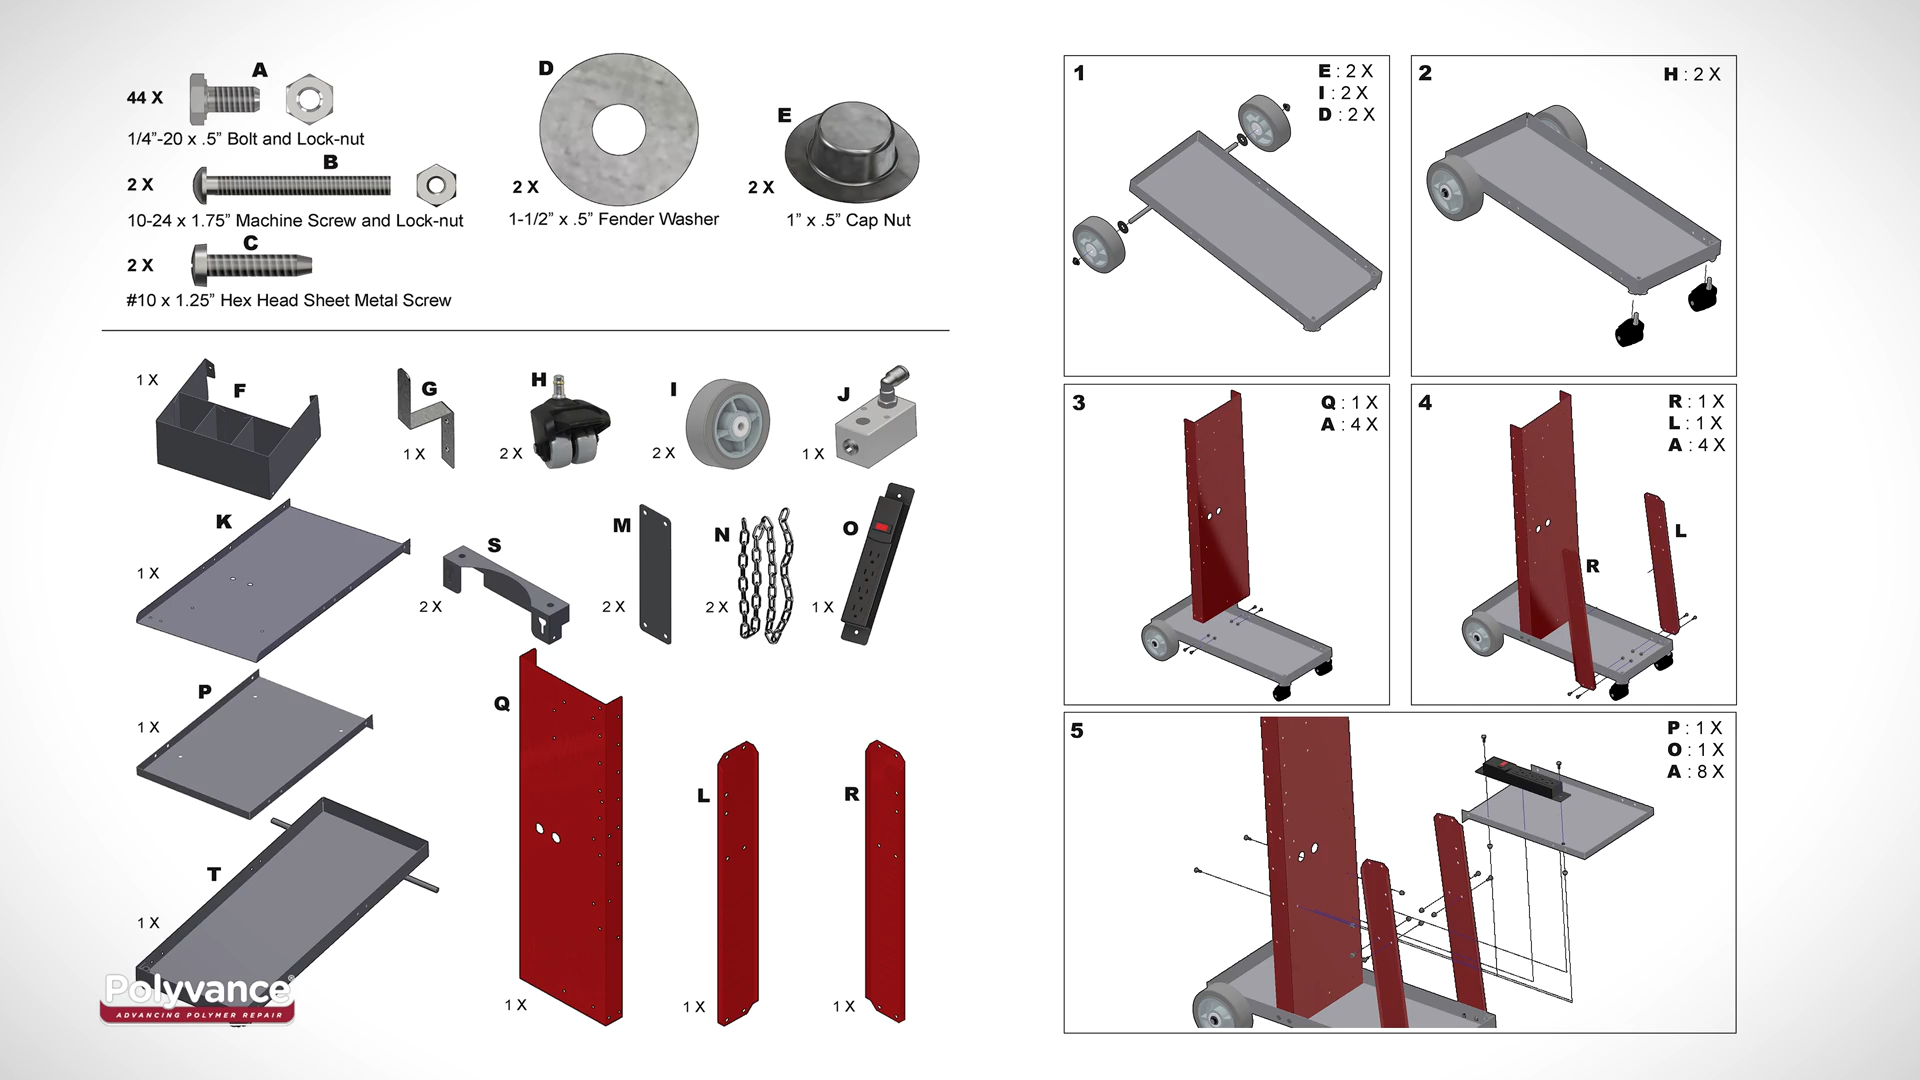 A
44 X
1/4"-20 x .5" Bolt and Lock-nut
B
2 X
10-24 x 1.75" Machine Screw and Lock-nut
C
2 X
#10 x 1.25" Hex Head Sheet Metal Screw
D
2 X
1-1/2" x .5" Fender Washer
E
2 X
1" x .5" Cap Nut
1 X
F
G
1 X
H
2 X
I
2 X
J
1 X
K
1 X
S
2 X
M
2 X
N
2 X
O
1 X
P
1 X
Q
1 X
L
1 X
R
1 X
T
1 X
Polyvance®
ADVANCING POLYMER REPAIR
1
E : 2 X
I : 2 X
D : 2 X
2
H : 2 X
3
Q : 1 X
A : 4 X
4
R : 1 X
L : 1 X
A : 4 X
L
R
5
P : 1 X
O : 1 X
A : 8 X